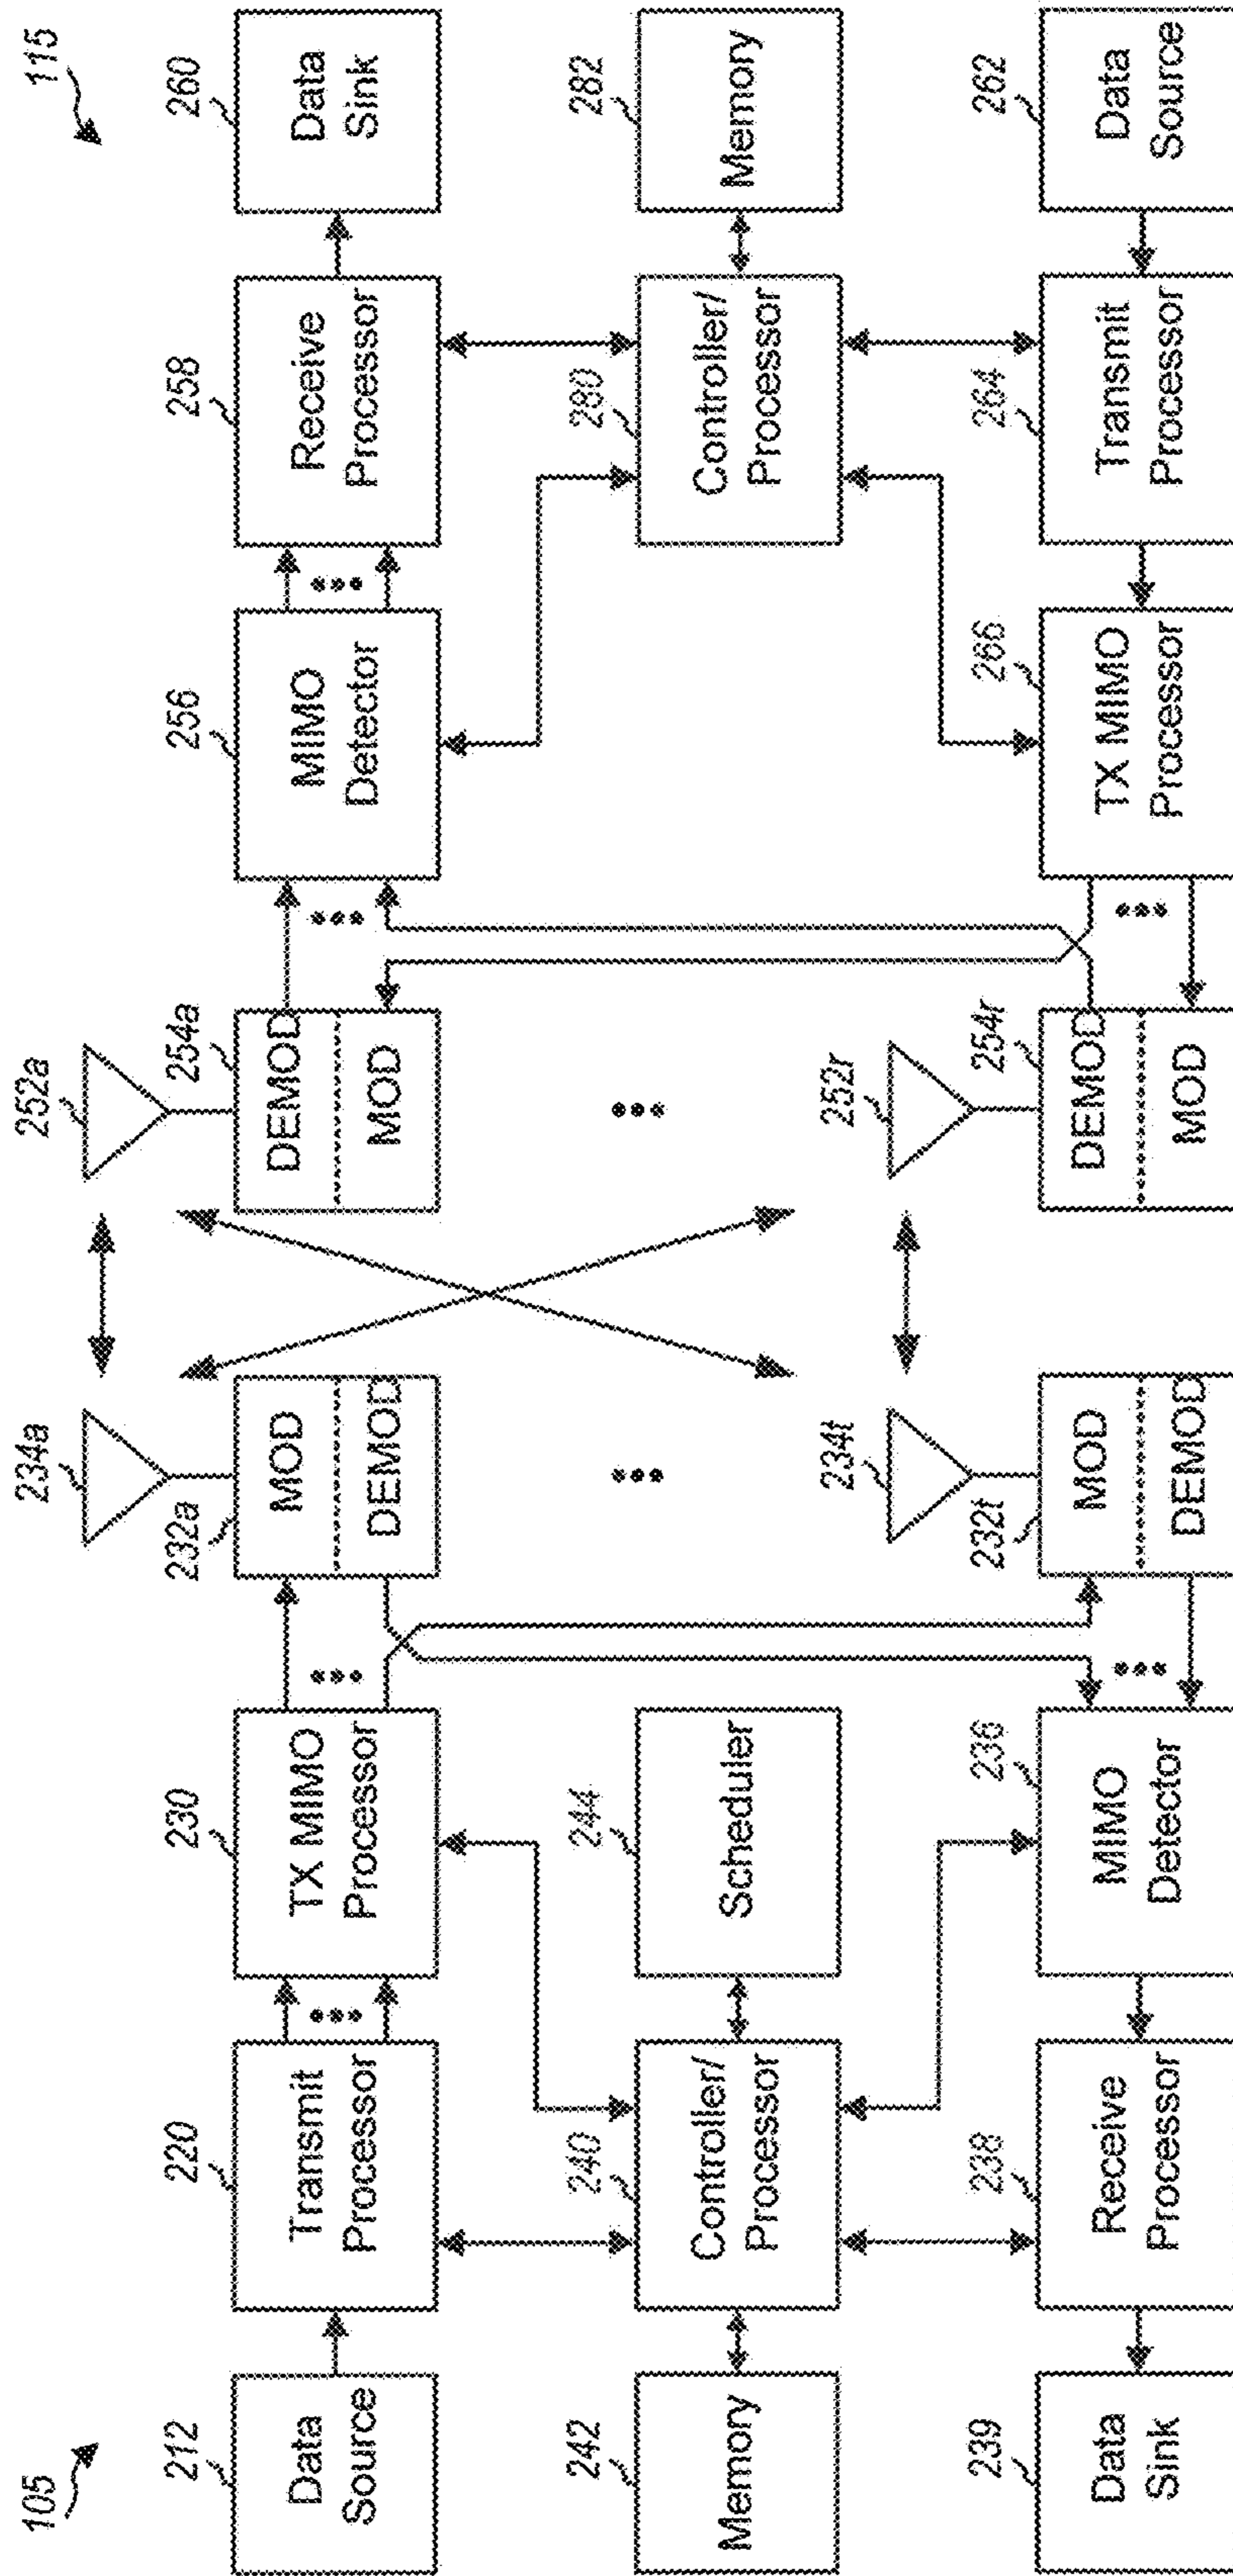 105
212
Data
Source
220
Transmit
Processor
230
TX MIMO
Processor
234a
232a
MOD
DEMOD
252a
254a
DEMOD
MOD
256
MIMO
Detector
258
Receive
Processor
260
Data
Sink
115
242
Memory
240
Controller/
Processor
244
Scheduler
280
Controller/
Processor
282
Memory
239
Data
Sink
238
Receive
Processor
236
MIMO
Detector
234t
232t
MOD
DEMOD
252r
254r
DEMOD
MOD
266
TX MIMO
Processor
264
Transmit
Processor
262
Data
Source